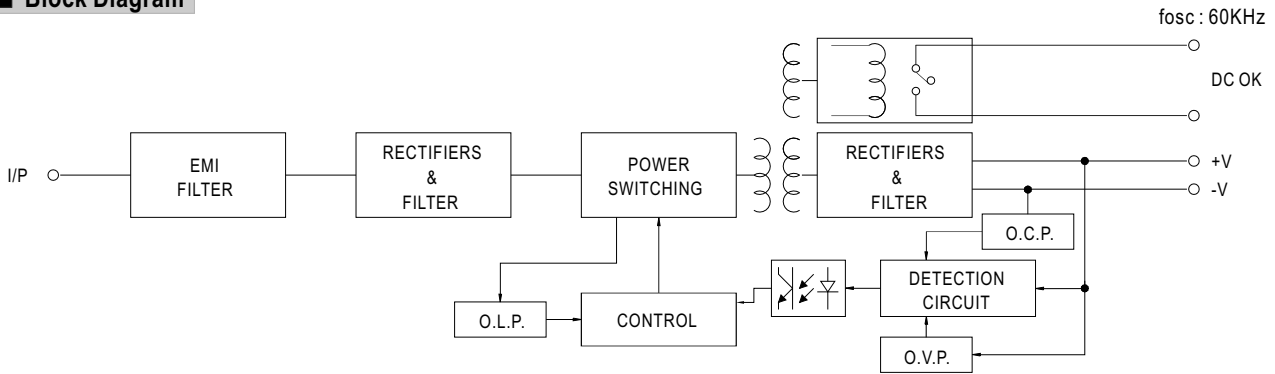 ■ Block Diagram
fosc : 60KHz
DC OK
I/P
EMI
FILTER
RECTIFIERS
&
FILTER
POWER
SWITCHING
RECTIFIERS
&
FILTER
+V
-V
O.C.P.
DETECTION
CIRCUIT
O.L.P.
CONTROL
O.V.P.